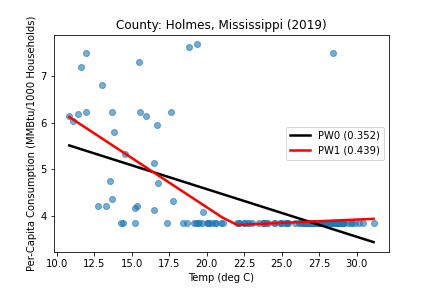 County: Holmes, Mississippi (2019)
Per-Capita Consumption (MMBtu/1000 Households)
7
6
5
4
PW0 (0.352)
PW1 (0.439)
10.0 12.5 15.0 17.5 20.0 22.5 25.0 27.5 30.0
Temp (deg C)